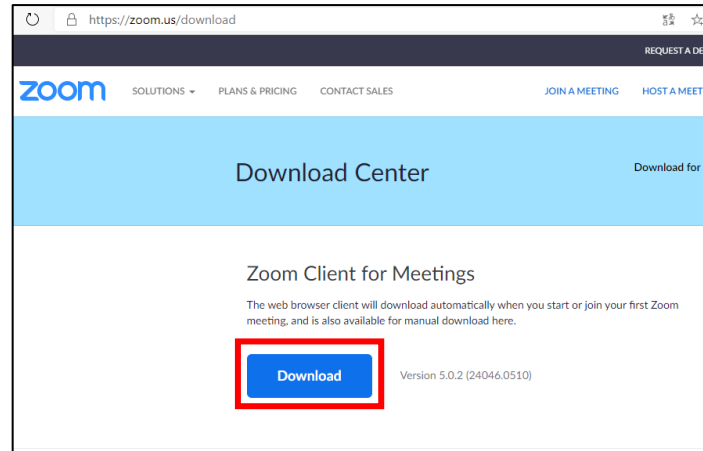 https://zoom.us/download
REQUEST A DE
zoom SOLUTIONS PLANS & PRICING CONTACT SALES JOIN A MEETING HOST A MEET
Download Center
Download for
Zoom Client for Meetings
The web browser client will download automatically when you start or join your first Zoom
meeting, and is also available for manual download here.
Download Version 5.0.2 (24046.0510)